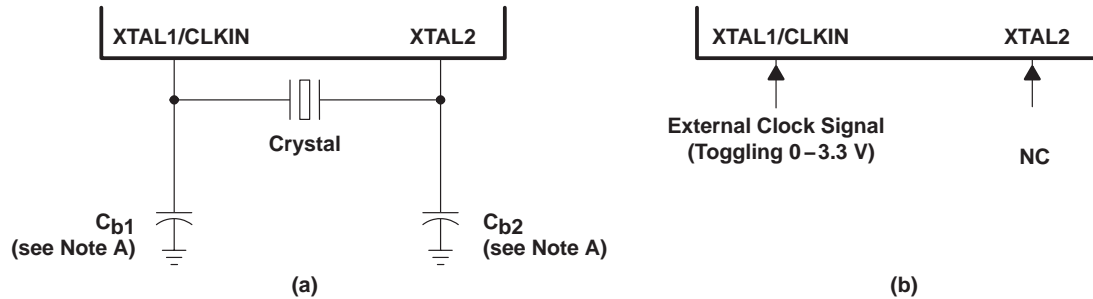 XTAL1/CLKIN XTAL2
Crystal
Cb1
(see Note A)
Cb2
(see Note A)
(a)
XTAL1/CLKIN XTAL2
External Clock Signal
(Toggling 0–3.3 V)
NC
(b)